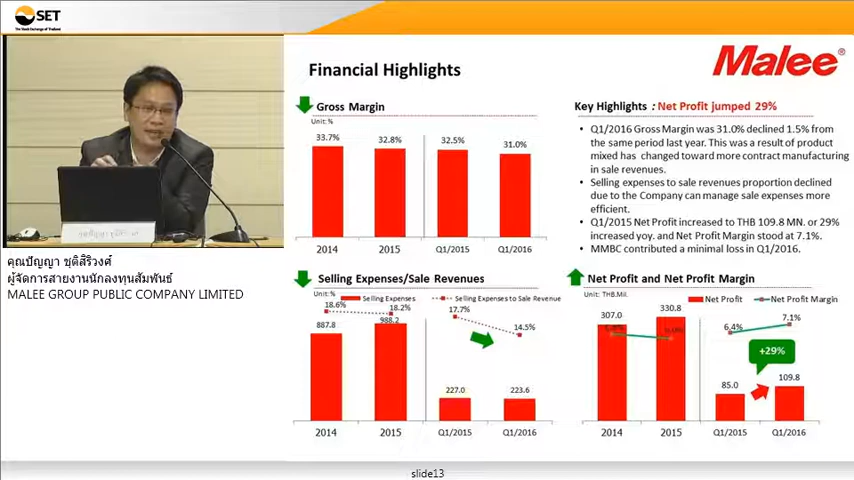 SET
The Stock Exchange of Thailand
Malee®
Financial Highlights
Gross Margin
Unit: %
33.7%
32.8%
32.5%
31.0%
2014
2015
Q1/2015
Q1/2016
Key Highlights : Net Profit jumped 29%
• Q1/2016 Gross Margin was 31.0% declined 1.5% from
the same period last year. This was a result of product
mixed has changed toward more contract manufacturing
in sale revenues.
• Selling expenses to sale revenues proportion declined
due to the Company can manage sale expenses more
efficient.
• Q1/2015 Net Profit increased to THB 109.8 MN. or 29%
increased yoy. and Net Profit Margin stood at 7.1%.
• MMBC contributed a minimal loss in Q1/2016.
คุณปัญญา ชุติสิริวงศ์
ผู้จัดการสายงานนักลงทุนสัมพันธ์
MALEE GROUP PUBLIC COMPANY LIMITED
Selling Expenses/Sale Revenues
Unit: %
Selling Expenses
Selling Expenses to Sale Revenue
18.6%
18.2%
17.7%
14.5%
887.8
988.2
227.0
223.6
2014
2015
Q1/2015
Q1/2016
Net Profit and Net Profit Margin
Unit: THB.Mil.
Net Profit
Net Profit Margin
307.0
330.8
6.4%
7.1%
+29%
85.0
109.8
2014
2015
Q1/2015
Q1/2016
slide13